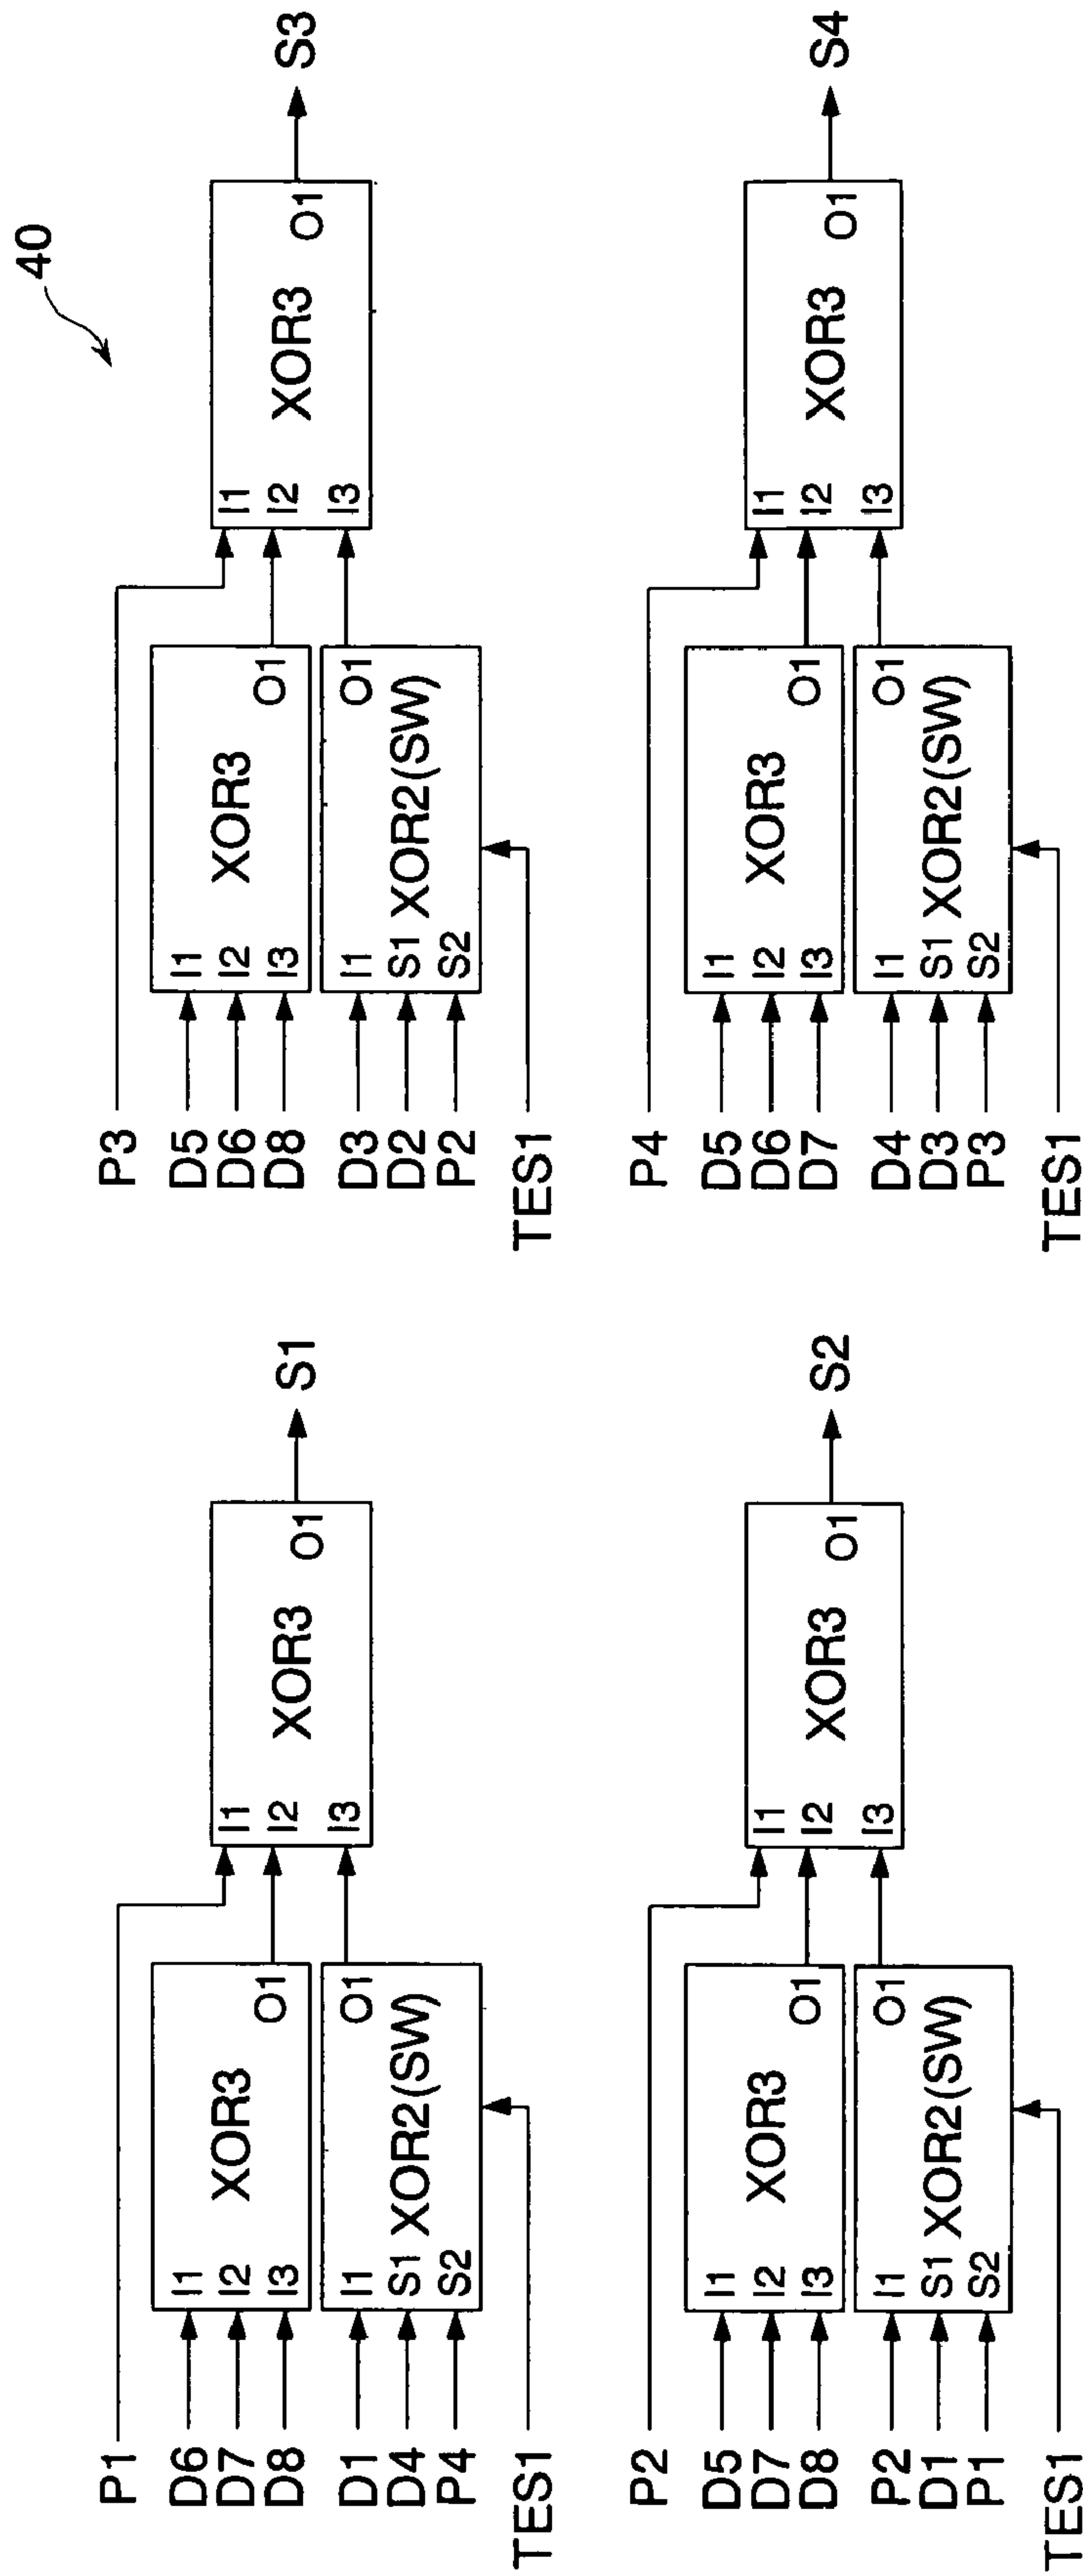 40
P1
D6
D7
D8
I1
I2
I3
XOR3
O1
D1
D4
P4
I1
S1
S2
XOR2(SW)
O1
TES1
I1
I2
I3
XOR3
O1
S1
P3
D5
D6
D8
I1
I2
I3
XOR3
O1
D3
D2
P2
I1
S1
S2
XOR2(SW)
O1
TES1
I1
I2
I3
XOR3
O1
S3
P2
D5
D7
D8
I1
I2
I3
XOR3
O1
P2
D1
P1
I1
S1
S2
XOR2(SW)
O1
TES1
I1
I2
I3
XOR3
O1
S2
P4
D5
D6
D7
I1
I2
I3
XOR3
O1
D4
D3
P3
I1
S1
S2
XOR2(SW)
O1
TES1
I1
I2
I3
XOR3
O1
S4